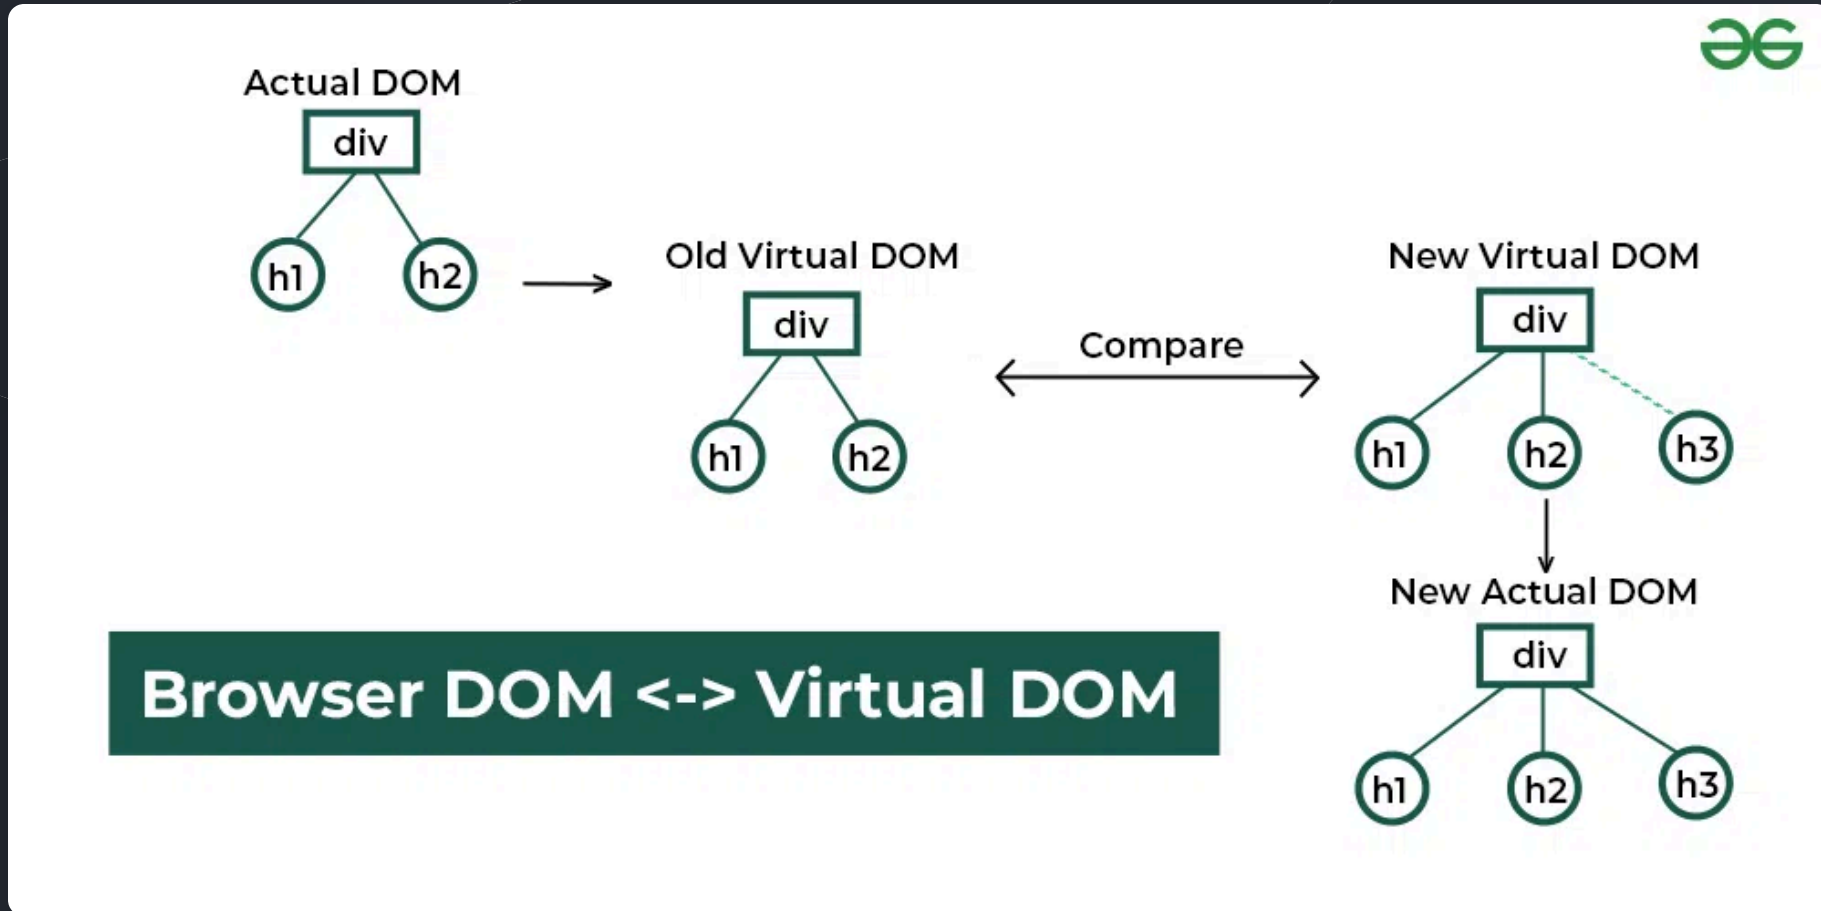 Actual DOM
div
h1
h2
Old Virtual DOM
div
h1
h2
Compare
New Virtual DOM
div
h1
h2
h3
New Actual DOM
div
h1
h2
h3
Browser DOM <-> Virtual DOM